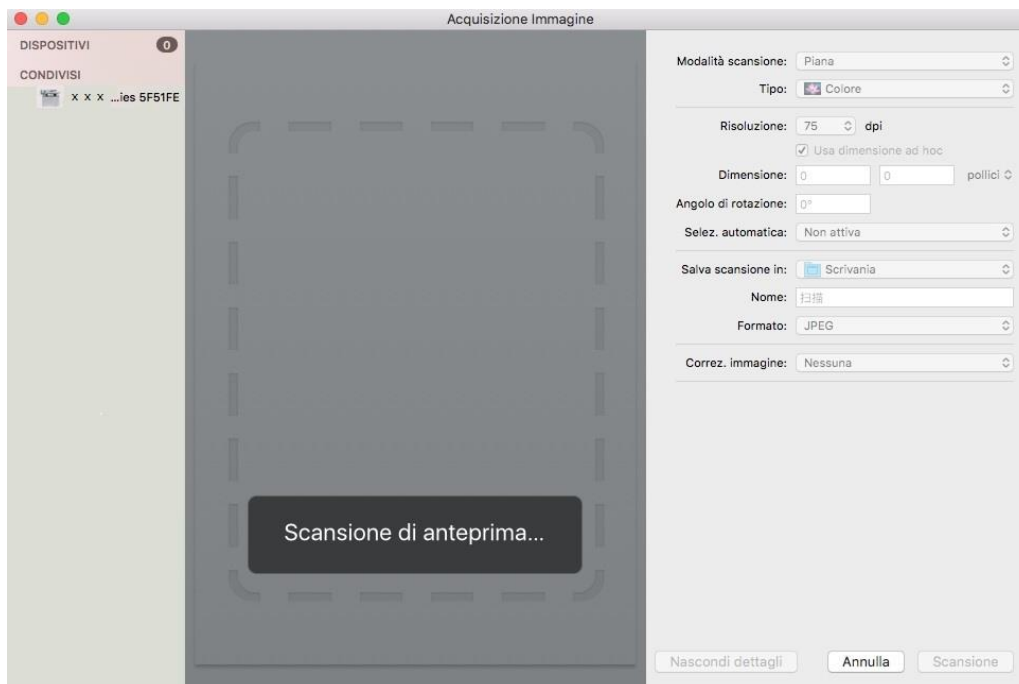 Acquisizione Immagine
DISPOSITIVI 0
CONDIVISI
x x x ...ies 5F51FE
Scansione di anteprima...
Modalità scansione: Piana
Tipo: Colore
Risoluzione: 75 dpi
Usa dimensione ad hoc
Dimensione: 0 0 pollici
Angolo di rotazione: 0°
Selez. automatica: Non attiva
Salva scansione in: Scrivania
Nome: 扫描
Formato: JPEG
Correz. immagine: Nessuna
Nascondi dettagli Annulla Scansione